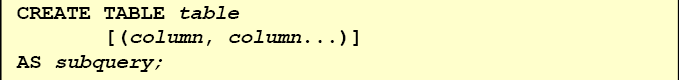 CREATE TABLE table
[(column, column...)]
AS subquery;